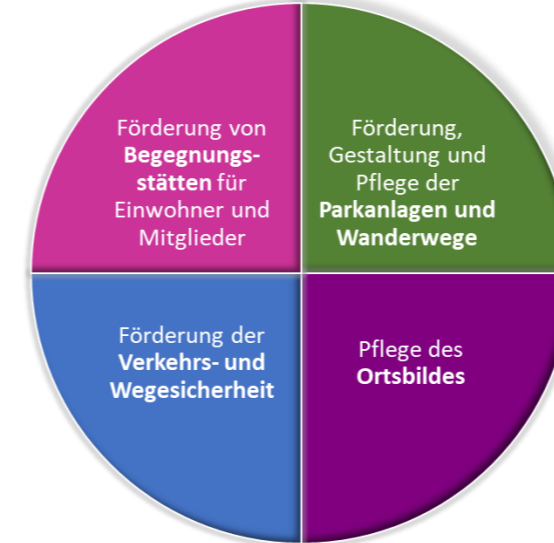 Förderung von
Begegnungs-
stätten für
Einwohner und
Mitglieder
Förderung,
Gestaltung und
Pflege der
Parkanlagen und
Wanderwege
Förderung der
Verkehrs- und
Wegesicherheit
Pflege des
Ortsbildes